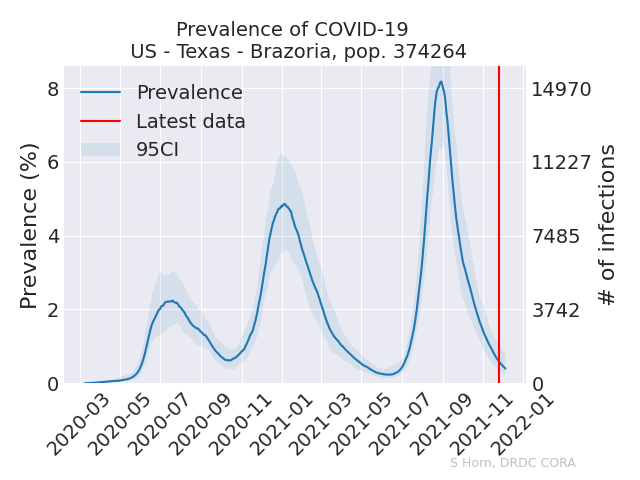 Prevalence of COVID-19
US - Texas - Brazoria, pop. 374264
Prevalence (%)
8
6
4
2
0
Prevalence
Latest data
95CI
14970
11227
7485
3742
0
# of infections
2020-03
2020-05
2020-07
2020-09
2020-11
2021-01
2021-03
2021-05
2021-07
2021-09
2021-11
2022-01
S Horn, DRDC CORA